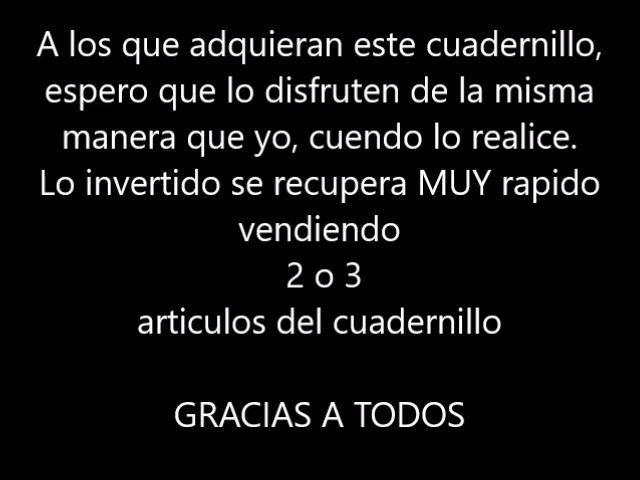 A los que adquieran este cuadernillo,
espero que lo disfruten de la misma
manera que yo, cuendo lo realice.
Lo invertido se recupera MUY rapido
vendiendo
2 o 3
articulos del cuadernillo
GRACIAS A TODOS